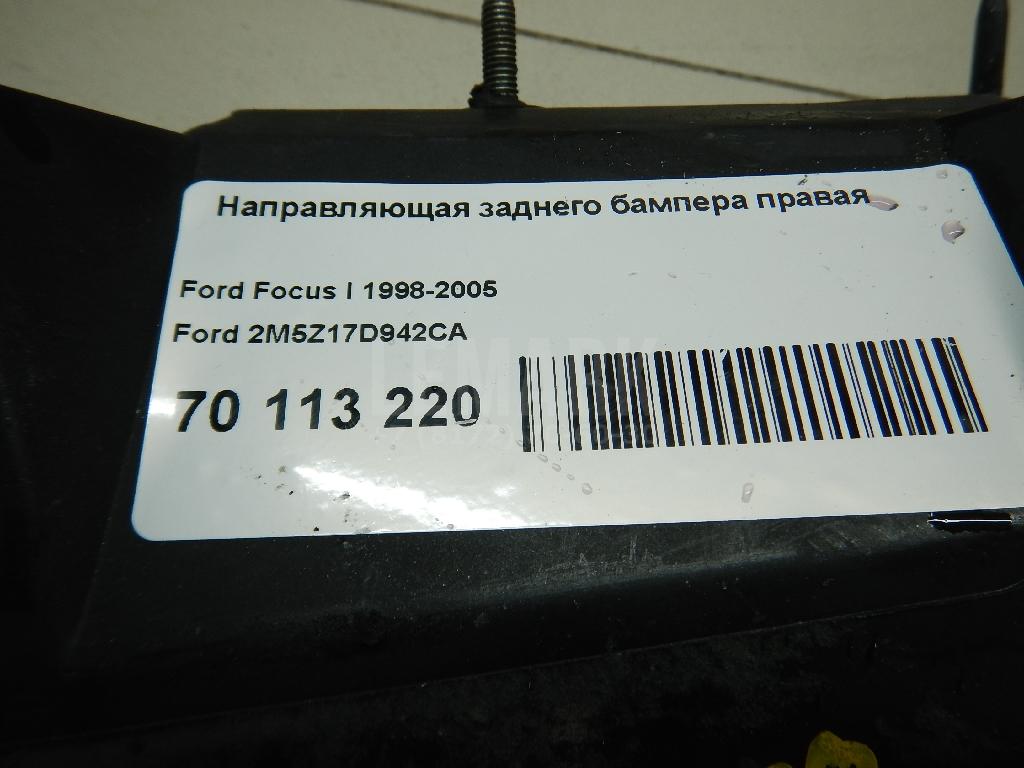 Направляющая заднего бампера правая
Ford Focus I 1998-2005
Ford 2M5Z17D942CA
70 113 220